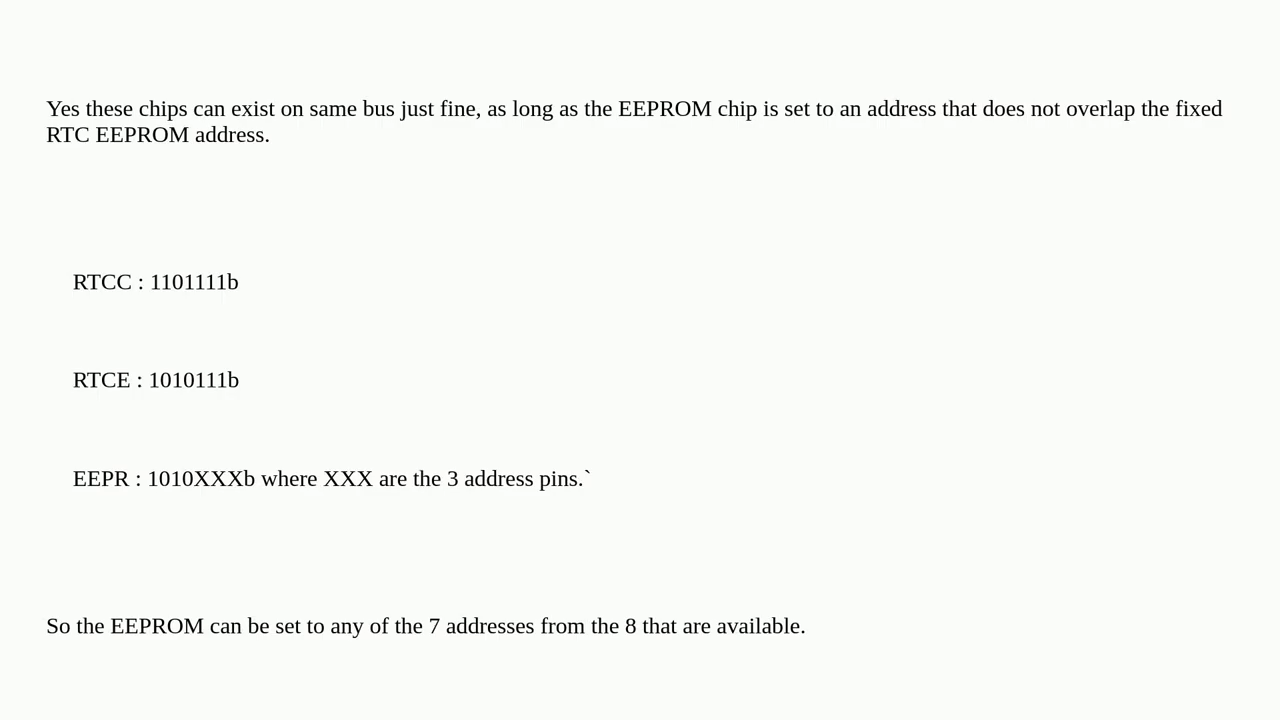 Yes these chips can exist on same bus just fine, as long as the EEPROM chip is set to an address that does not overlap the fixed
RTC EEPROM address.
RTCC : 1101111b
RTCE : 1010111b
EEPR : 1010XXXb where XXX are the 3 address pins.`
So the EEPROM can be set to any of the 7 addresses from the 8 that are available.